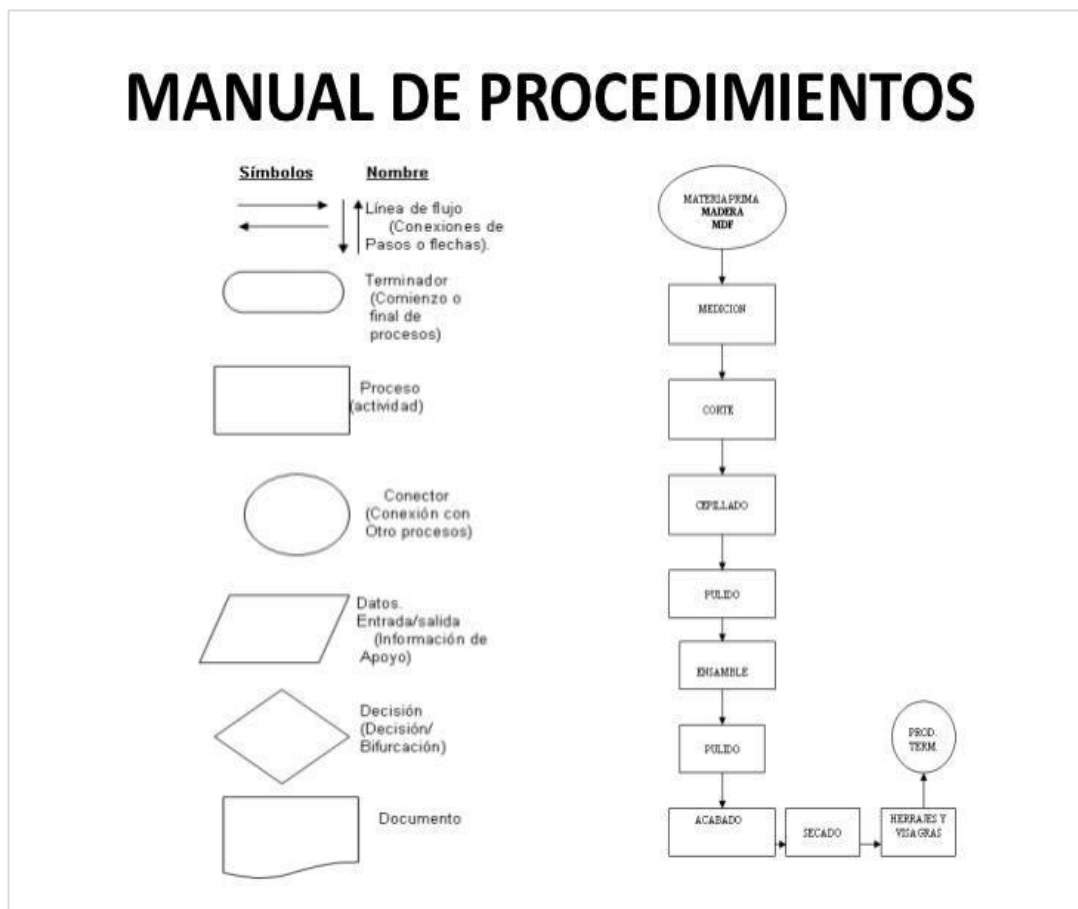 MANUAL DE PROCEDIMIENTOS
Símbolos Nombre
Línea de flujo
(Conexiones de
Pasos o flechas).
Terminador
(Comienzo o
final de
procesos)
Proceso
(actividad)
Conector
(Conexión con
Otro procesos)
Datos.
Entrada/salida
(Información de
Apoyo)
Decisión
(Decisión/
Bifurcación)
Documento
MATERIA PRIMA
MADERA
MDF
MEDICION
CORTE
CEPILLADO
PULIDO
ENSAMBLE
PULIDO
ACABADO
SECADO
HERRAJES Y
VISAGRAS
PROD.
TERM.